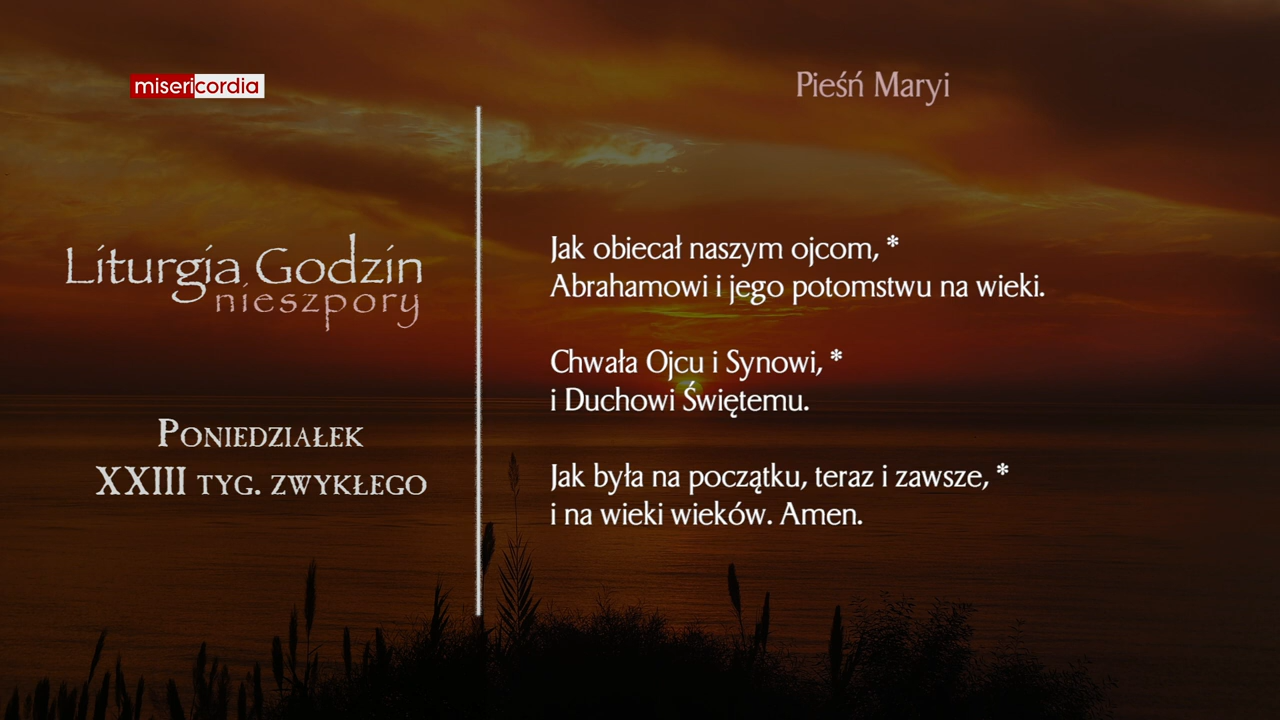 misericordia
Liturgia Godzin
nieszpory
Poniedziałek
XXIII tyg. zwykłego
Pieśń Maryi
Jak obiecał naszym ojcom, *
Abrahamowi i jego potomstwu na wieki.
Chwała Ojcu i Synowi, *
i Duchowi Świętemu.
Jak była na początku, teraz i zawsze, *
i na wieki wieków. Amen.